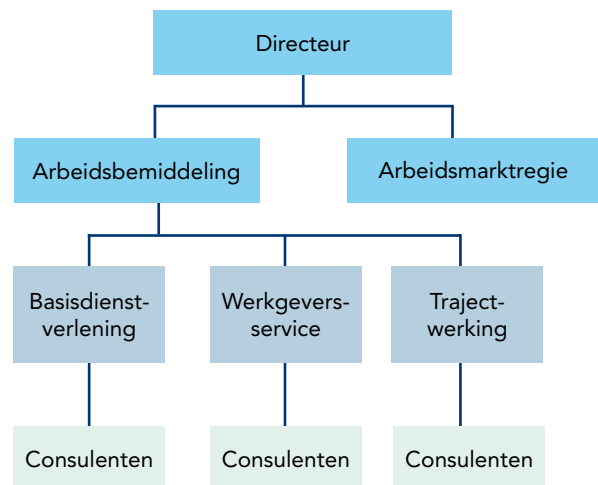 Directeur
Arbeidsbemiddeling
Arbeidsmarktregie
Basisdienst-
verlening
Werkgevers-
service
Traject-
werking
Consulenten
Consulenten
Consulenten